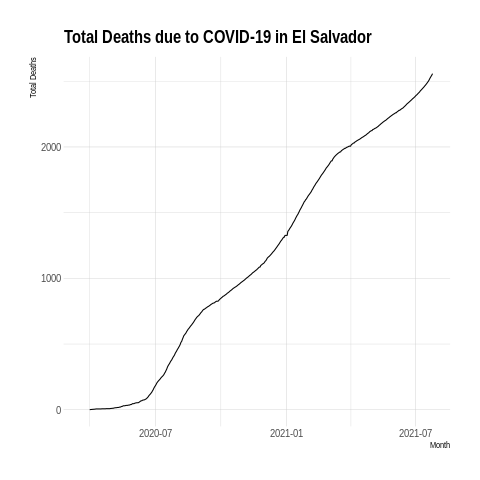 Total Deaths due to COVID-19 in El Salvador
Total Deaths
2000
1000
0
2020-07 2021-01 2021-07
Month